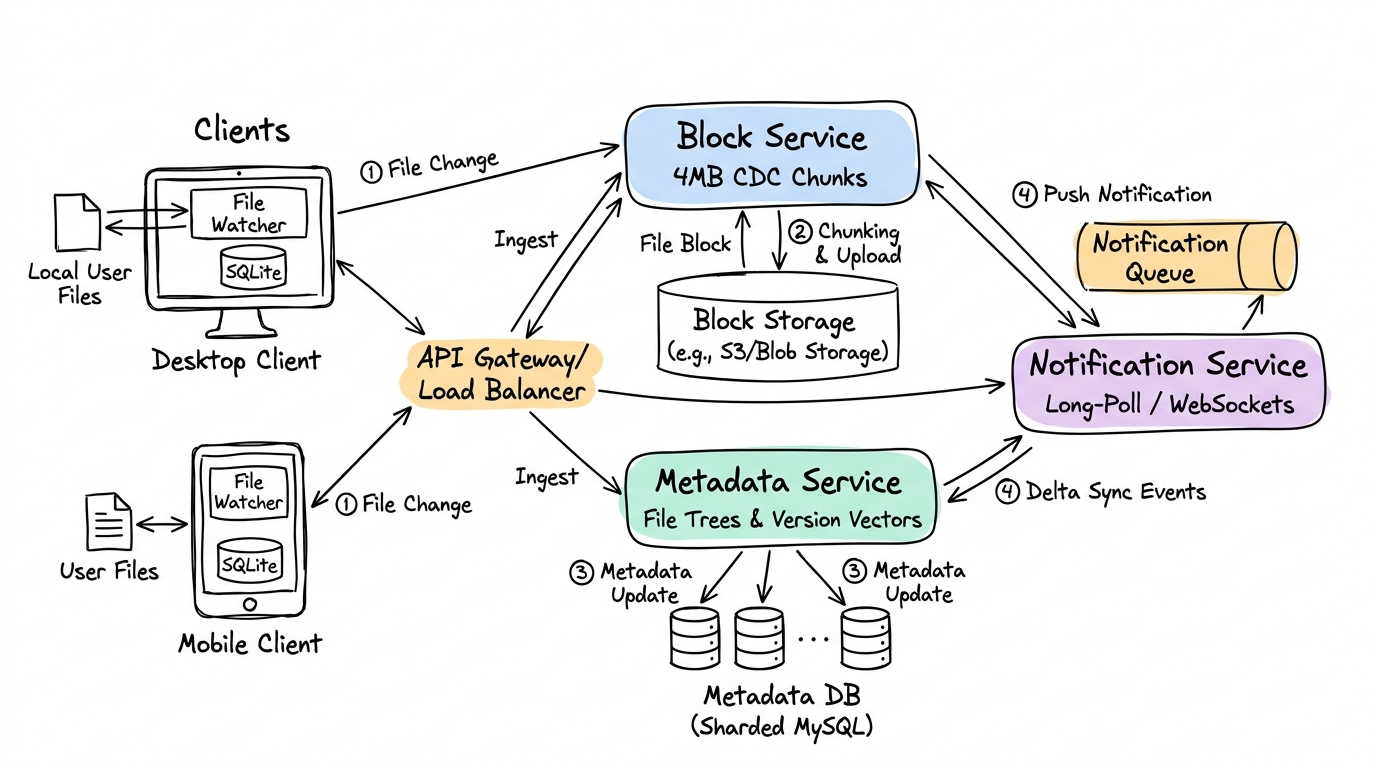 Clients
① File Change
File
Watcher
SQLite
Local User
Files
Desktop Client
Block Service
4MB CDC Chunks
Ingest
File Block
② Chunking
& Upload
Block Storage
(e.g., S3/Blob Storage)
④ Push Notification
Notification
Queue
API Gateway/
Load Balancer
Notification Service
Long-Poll / WebSockets
File
Watcher
SQLite
User Files
Mobile Client
① File Change
Ingest
Metadata Service
File Trees & Version Vectors
④ Delta Sync Events
③ Metadata
Update
③ Metadata
Update
Metadata DB
(Sharded MySQL)